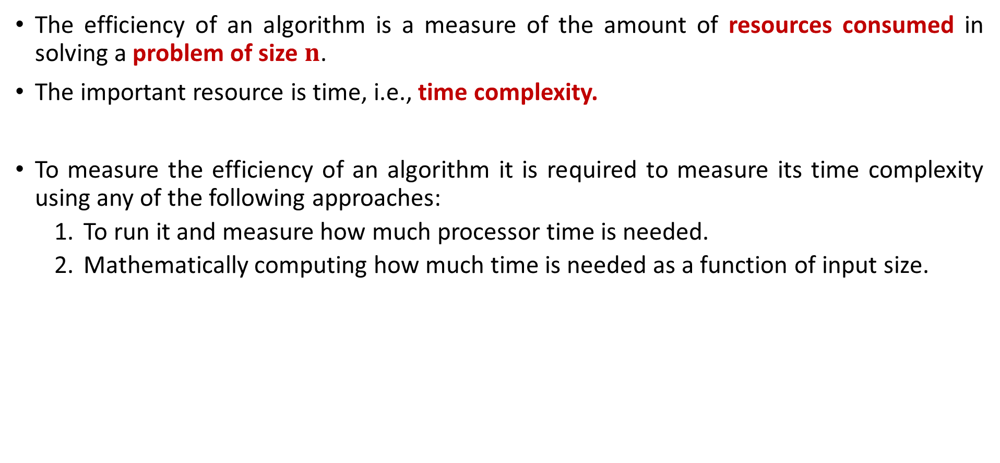 • The efficiency of an algorithm is a measure of the amount of resources consumed in
solving a problem of size n.
• The important resource is time, i.e., time complexity.
• To measure the efficiency of an algorithm it is required to measure its time complexity
using any of the following approaches:
1. To run it and measure how much processor time is needed.
2. Mathematically computing how much time is needed as a function of input size.